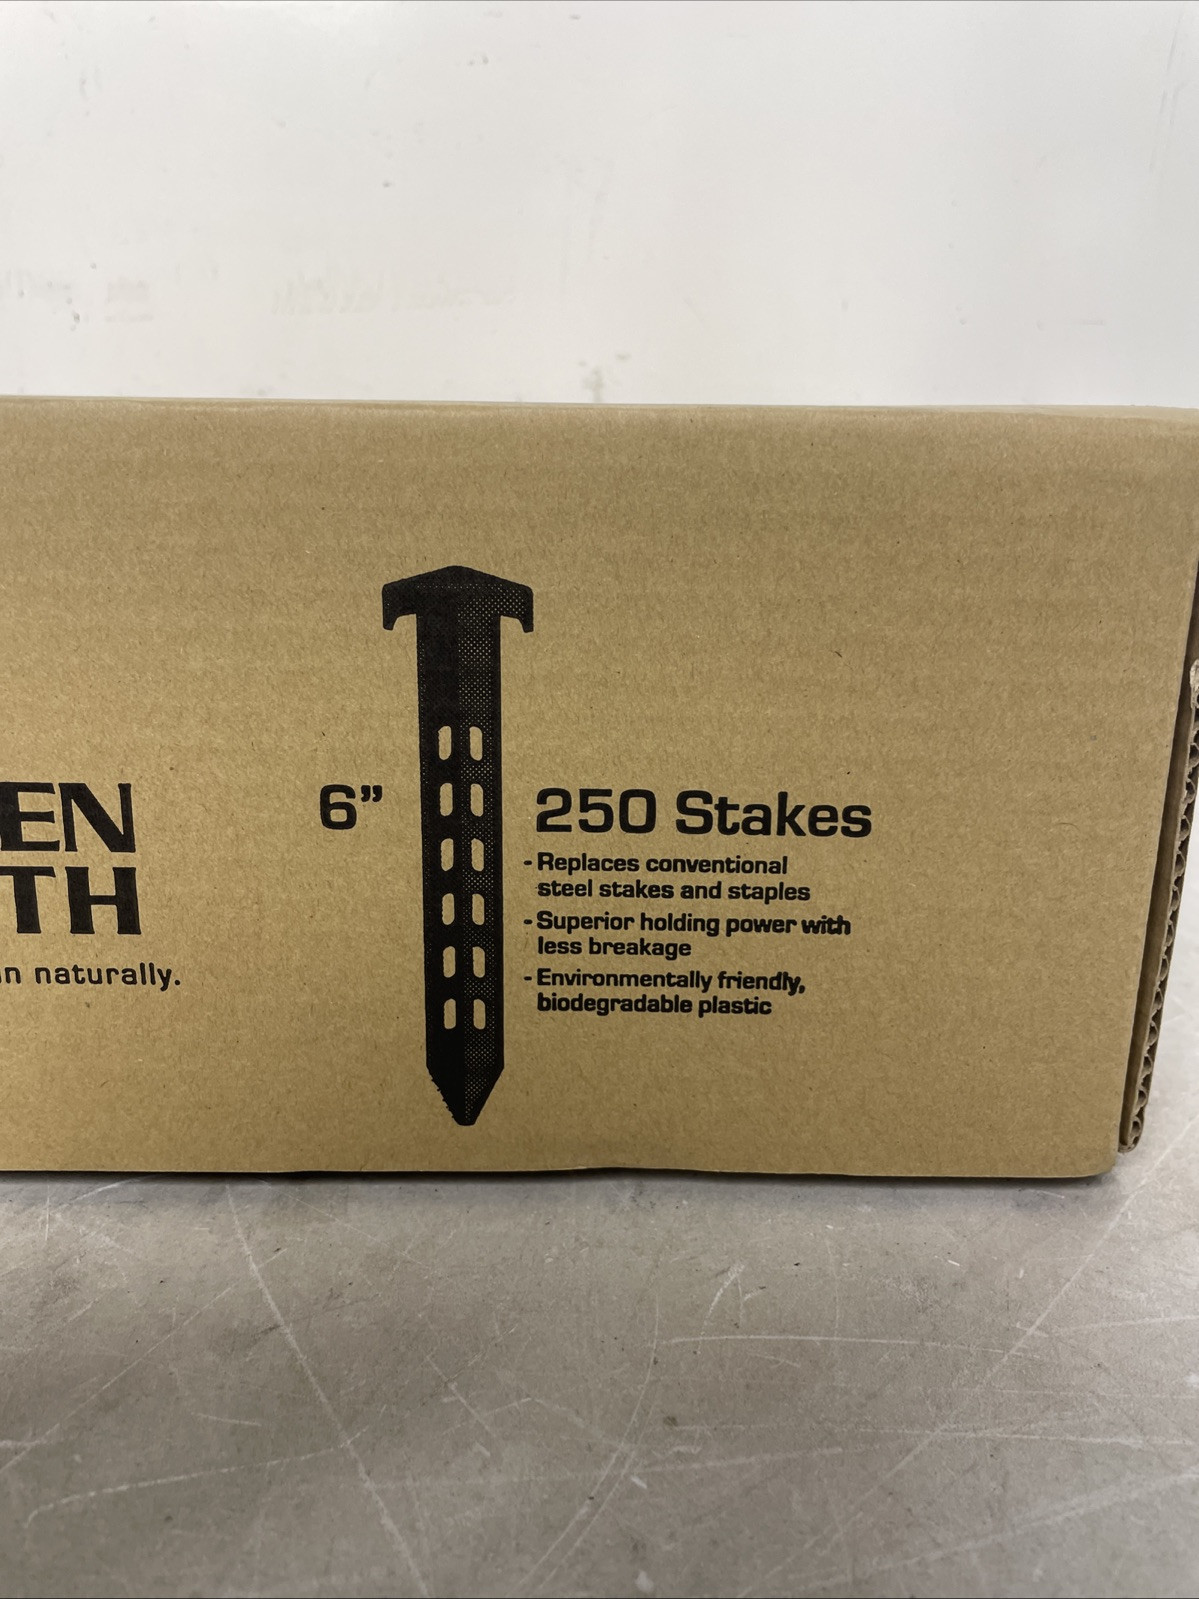 EN
TH
n naturally.
6”
250 Stakes
- Replaces conventional
steel stakes and staples
- Superior holding power with
less breakage
- Environmentally friendly,
biodegradable plastic